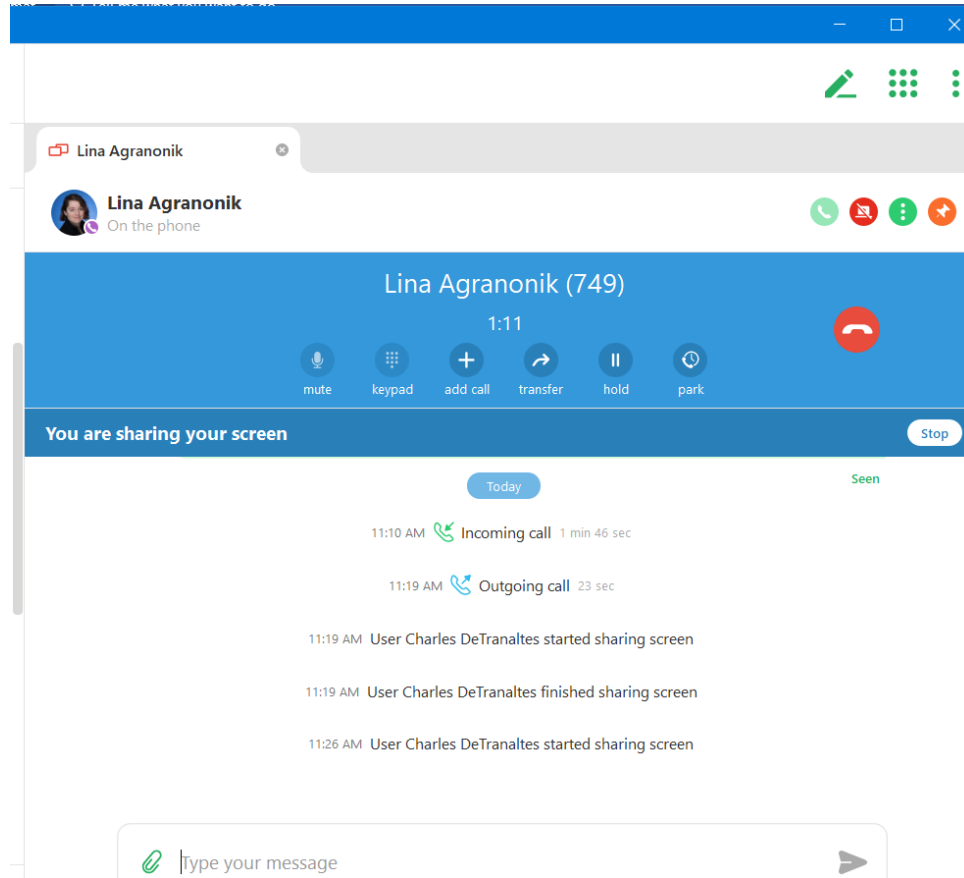 Lina Agranonik
Lina Agranonik
On the phone
Lina Agranonik (749)
1:11
mute keypad add call transfer hold park
You are sharing your screen Stop
Today Seen
11:10 AM Incoming call 1 min 46 sec
11:19 AM Outgoing call 23 sec
11:19 AM User Charles DeTranaltes started sharing screen
11:19 AM User Charles DeTranaltes finished sharing screen
11:26 AM User Charles DeTranaltes started sharing screen
Type your message